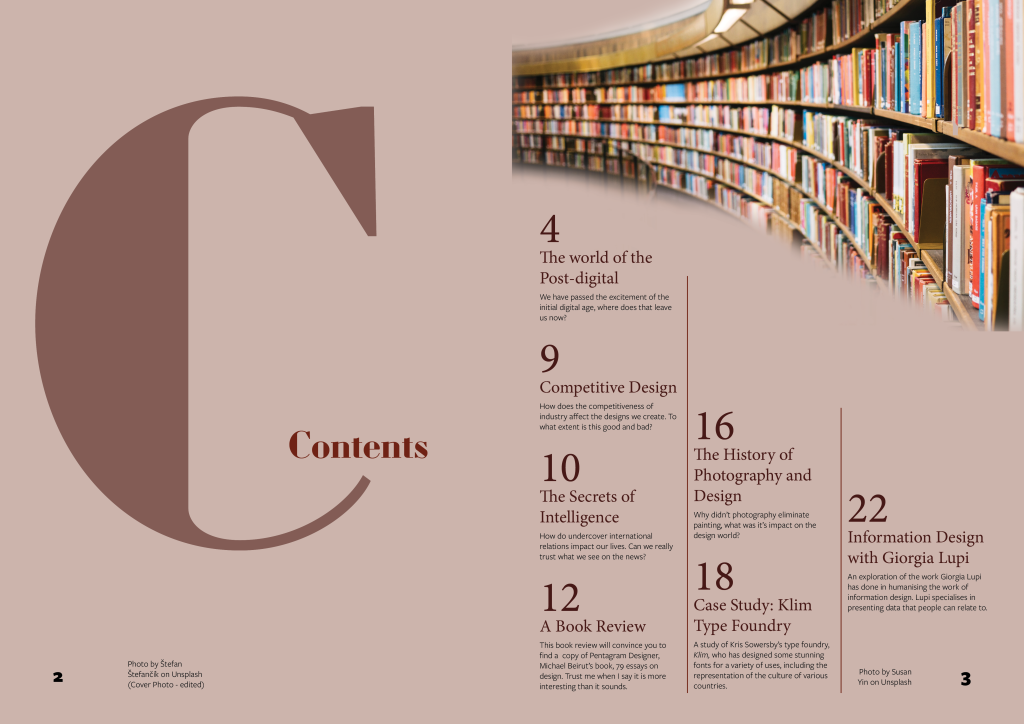 C
Contents
2
Photo by Štefan
Štefančík on Unsplash
(Cover Photo - edited)
4
The world of the
Post-digital
We have passed the excitement of the
initial digital age, where does that leave
us now?
9
Competitive Design
How does the competitiveness of
industry affect the designs we create. To
what extent is this good and bad?
10
The Secrets of
Intelligence
How do undercover international
relations impact our lives. Can we really
trust what we see on the news?
12
A Book Review
This book review will convince you to
find a  copy of Pentagram Designer,
Michael Beirut's book, 79 essays on
design. Trust me when I say it is more
interesting than it sounds.
16
The History of
Photography and
Design
Why didn't photography eliminate
painting, what was it's impact on the
design world?
18
Case Study: Klim
Type Foundry
A study of Kris Sowersby's type foundry,
Klim, who has designed some stunning
fonts for a variety of uses, including the
representation of the culture of various
countries.
22
Information Design
with Giorgia Lupi
An exploration of the work Giorgia Lupi
has done in humanising the work of
information design. Lupi specialises in
presenting data that people can relate to.
Photo by Susan
Yin on Unsplash
3